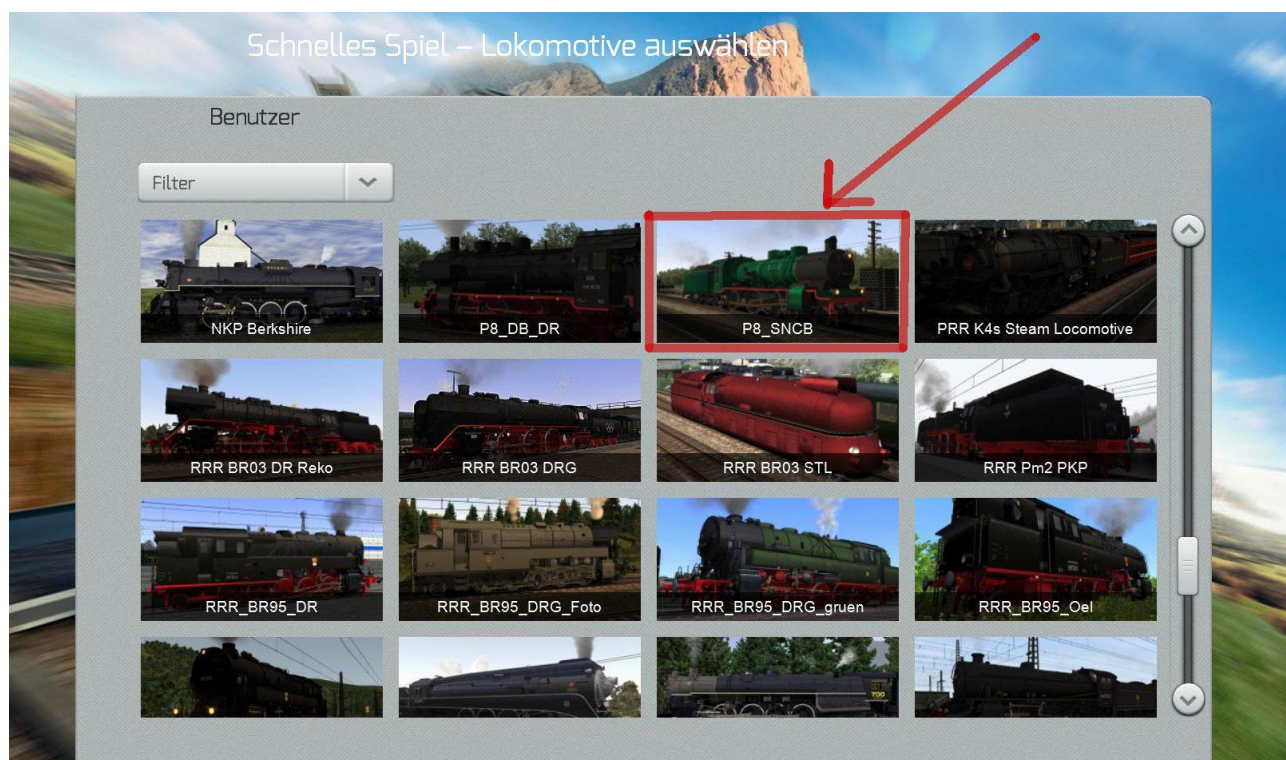 Schnelles Spiel – Lokomotive auswählen
Benutzer
Filter
NKP Berkshire
P8_DB_DR
P8_SNCB
PRR K4s Steam Locomotive
RRR BR03 DR Reko
RRR BR03 DRG
RRR BR03 STL
RRR Pm2 PKP
RRR_BR95_DR
RRR_BR95_DRG_Foto
RRR_BR95_DRG_gruen
RRR_BR95_Oel
700